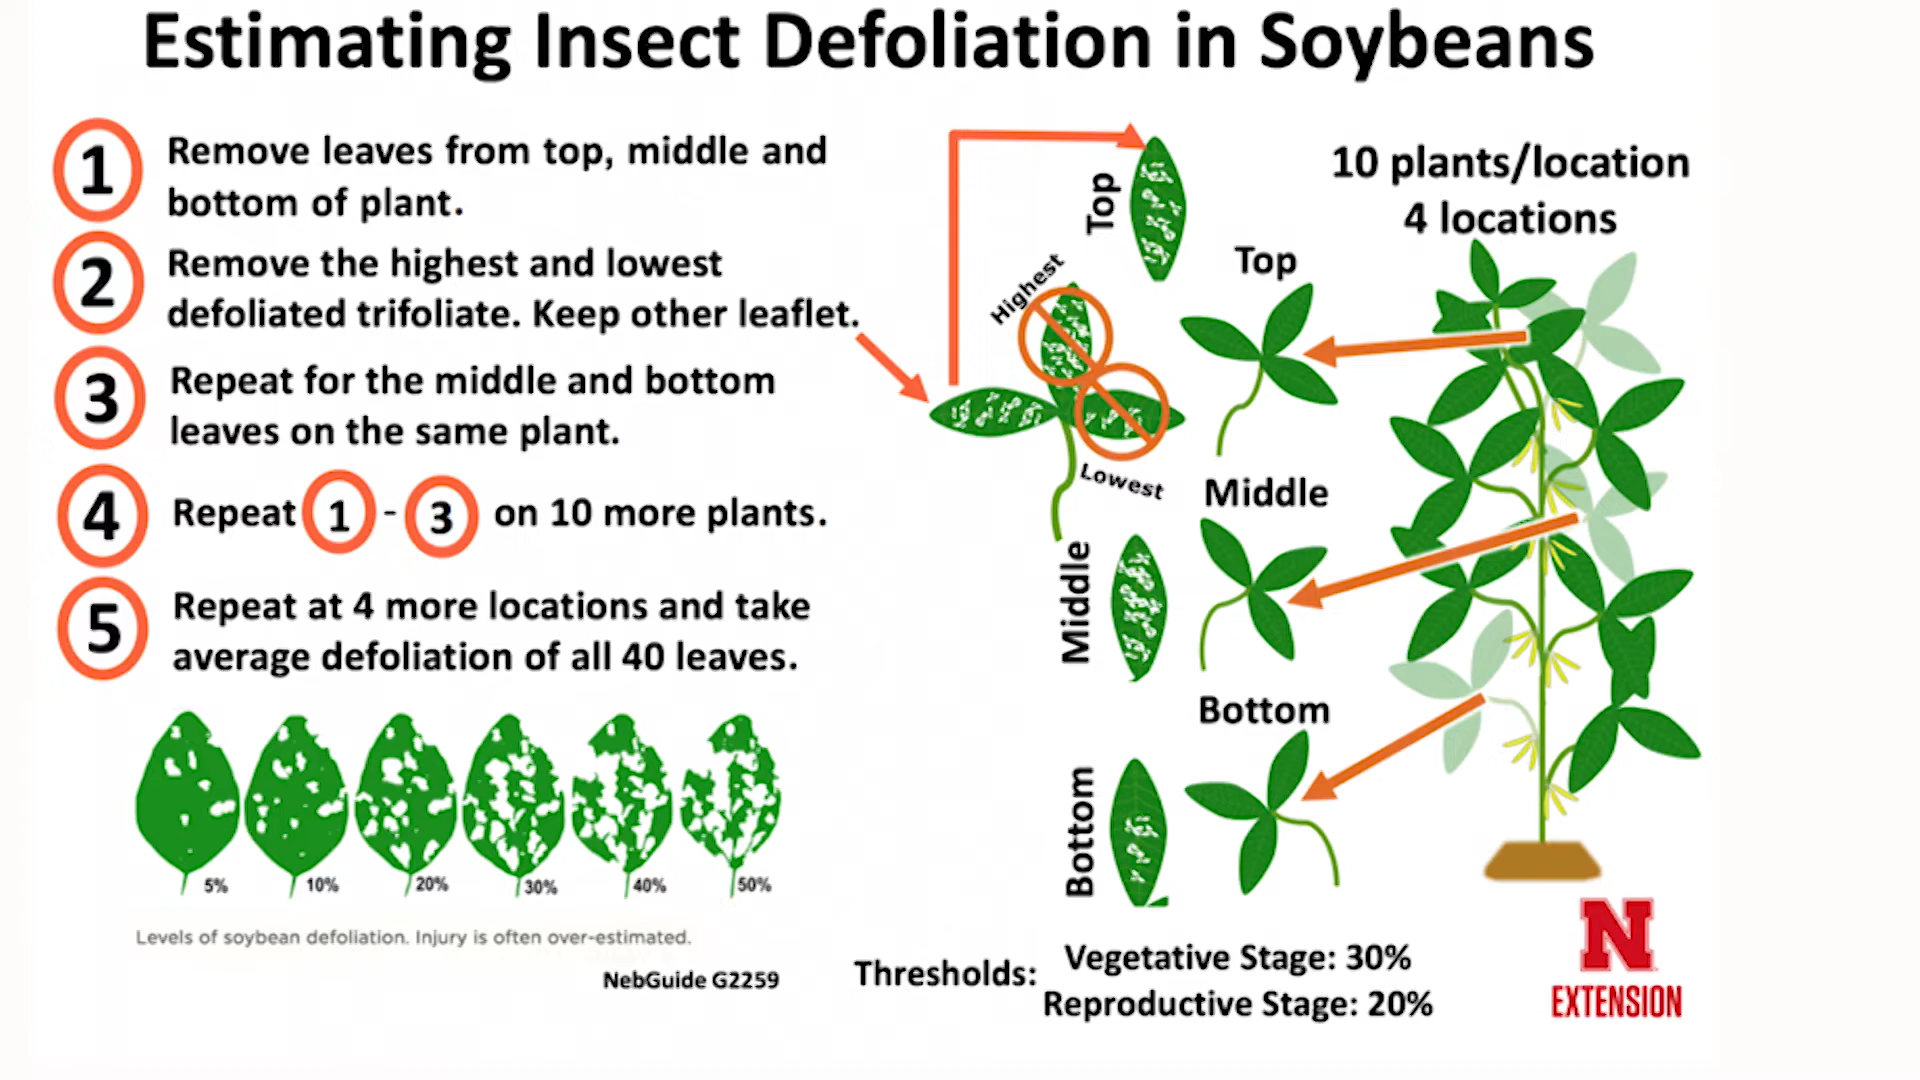 Estimating Insect Defoliation in Soybeans
1 Remove leaves from top, middle and
bottom of plant.
2 Remove the highest and lowest
defoliated trifoliate. Keep other leaflet.
3 Repeat for the middle and bottom
leaves on the same plant.
4 Repeat 1 - 3 on 10 more plants.
5 Repeat at 4 more locations and take
average defoliation of all 40 leaves.
5% 10% 20% 30% 40% 50%
Levels of soybean defoliation. Injury is often over-estimated.
NebGuide G2259
Top
Highest
Lowest
Middle
Bottom
Top
Middle
Bottom
10 plants/location
4 locations
Thresholds:
Vegetative Stage: 30%
Reproductive Stage: 20%
N
EXTENSION